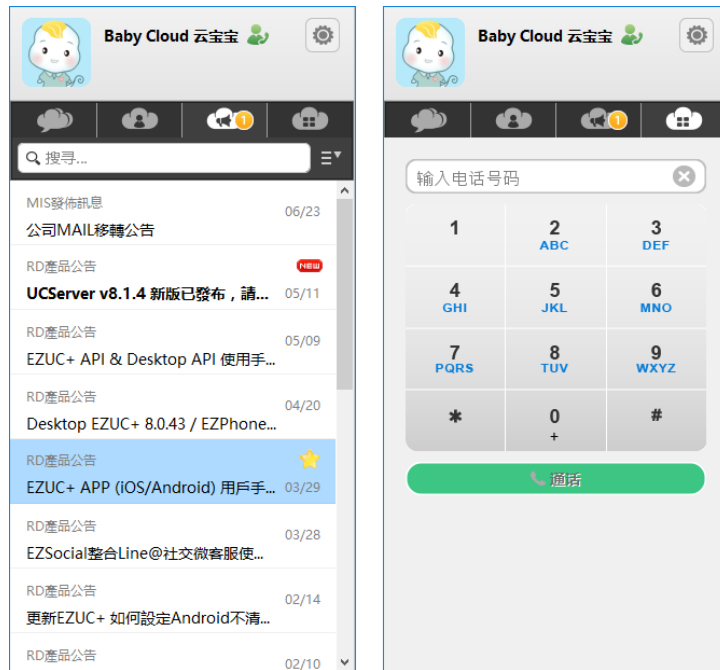 Baby Cloud 云宝宝
1
搜寻...
MIS發佈訊息
公司MAIL移轉公告
06/23
RD產品公告
NEW
UCServer v8.1.4 新版已發布，請...
05/11
RD產品公告
EZUC+ API & Desktop API 使用手...
05/09
RD產品公告
Desktop EZUC+ 8.0.43 / EZPhone...
04/20
RD產品公告
EZUC+ APP (iOS/Android) 用戶手...
03/29
RD產品公告
EZSocial整合Line@社交微客服使...
03/28
RD產品公告
更新EZUC+ 如何設定Android不清...
02/14
RD產品公告
02/10
Baby Cloud 云宝宝
1
输入电话号码
1 2 3
ABC DEF
4 5 6
GHI JKL MNO
7 8 9
PQRS TUV WXYZ
* 0 #
+
通话